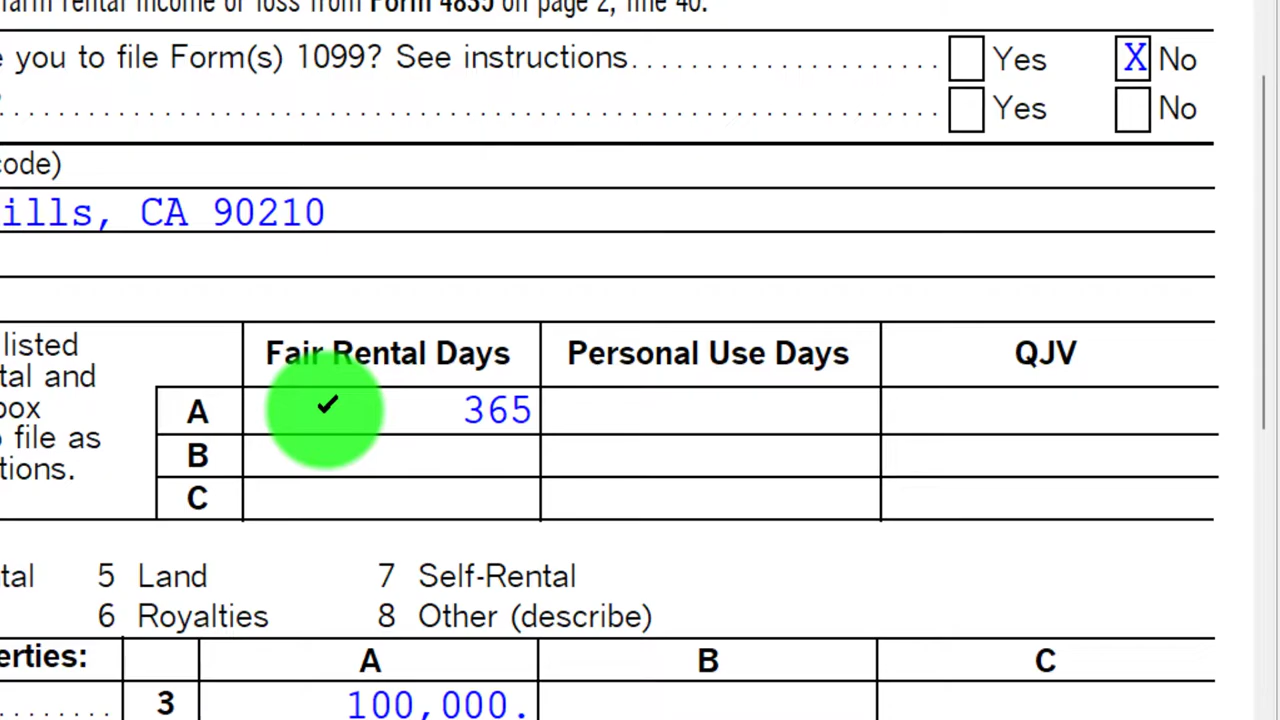 farm rental income or loss from Form 4835 on page 2, line 40.
you to file Form(s) 1099? See instructions. Yes X No
Yes No
code)
ills, CA 90210
listed Fair Rental Days Personal Use Days QJV
tal and
box A 365
file as B
tions. C
tal 5 Land 7 Self-Rental
6 Royalties 8 Other (describe)
erties: A B C
3 100,000.